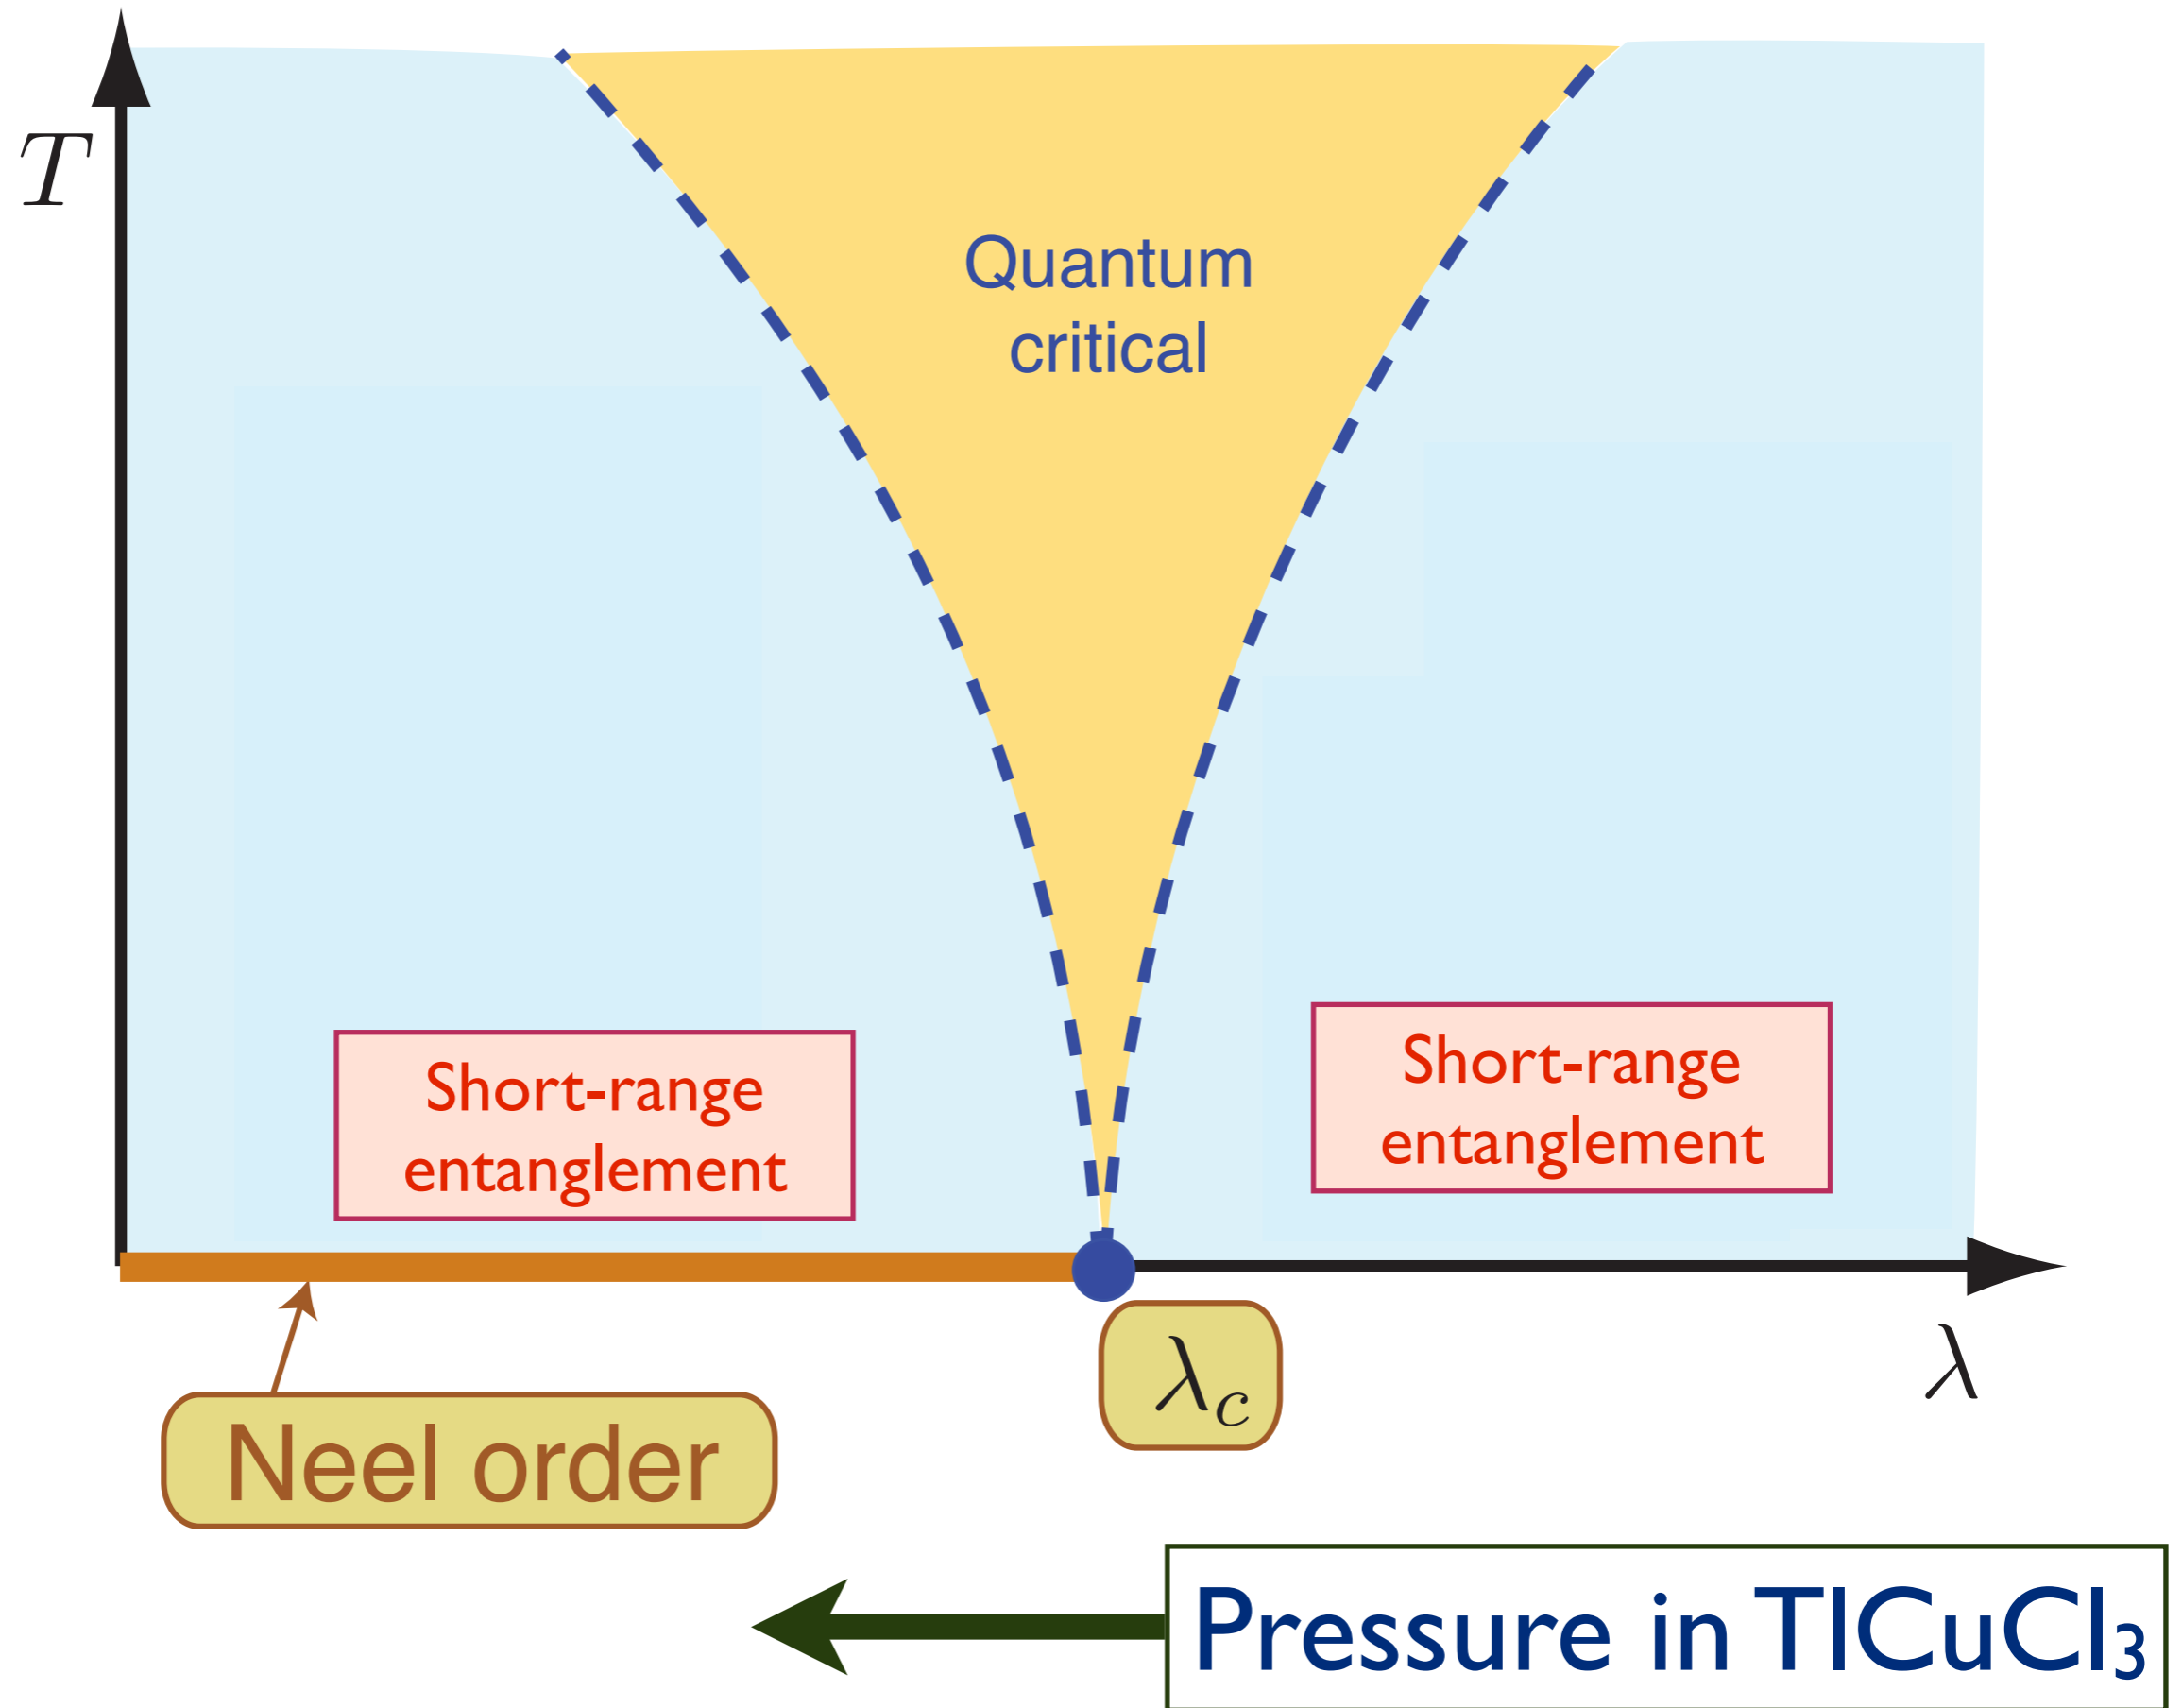 T
Quantum
critical
Short-range
entanglement
Short-range
entanglement
λc
λ
Neel order
Pressure in TlCuCl3